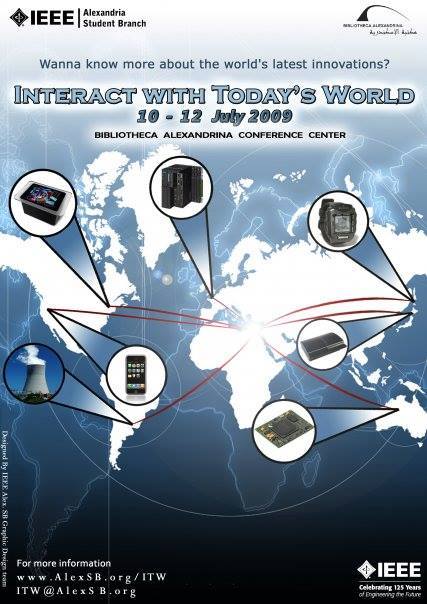 IEEE Alexandria
Student Branch
BIBLIOTHECA ALEXANDRINA
مكتبة الإسكندرية
Wanna know more about the world's latest innovations?
INTERACT WITH TODAY'S WORLD
10 - 12 July 2009
BIBLIOTHECA ALEXANDRINA CONFERENCE CENTER
Designed By IEEE Alex. SB Graphic Design team
For more information
www.AlexSB.org/ITW
ITW@AlexSB.org
IEEE
Celebrating 125 Years
of Engineering the Future